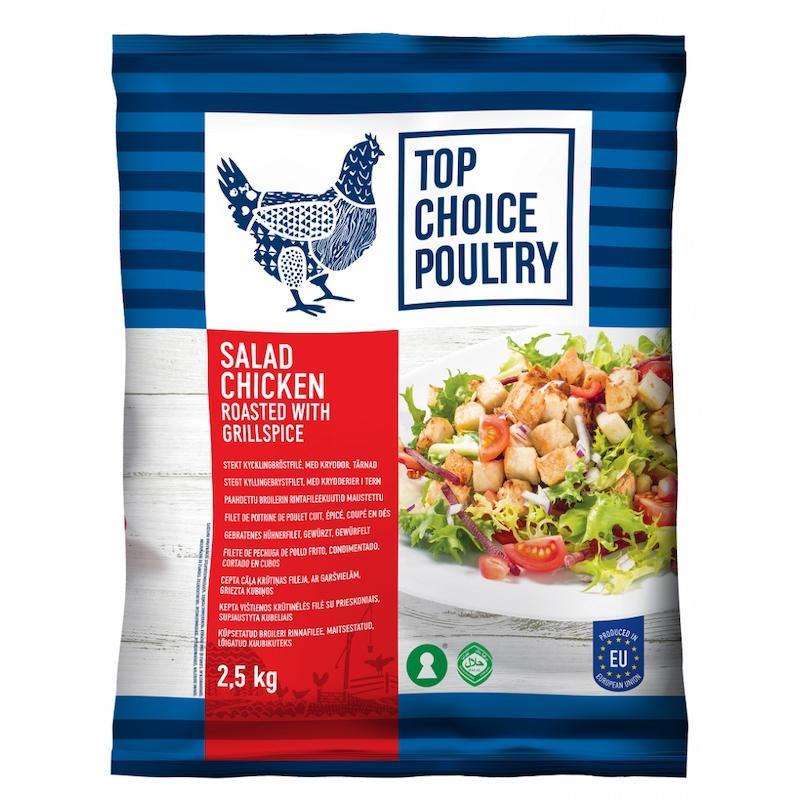 TOP
CHOICE
POULTRY
SALAD
CHICKEN
ROASTED WITH
GRILLSPICE
STEKT KYCKLINGBRÖSTFILÉ, MED KRYDDOR, TÄRNAD
STEGT KYLLINGEBRYSTFILET, MED KRYDDERIER I TERN
PAAHDETTU BROILERIN RINTAFILEEKUUTIO MAUSTETTU
FILET DE POITRINE DE POULET CUIT, ÉPICÉ, COUPÉ EN DÉS
GEBRATENES HÜHNERFILET, GEWÜRZT, GEWÜRFELT
FILETE DE PECHUGA DE POLLO FRITO, CONDIMENTADO,
CORTADO EN CUBOS
CEPTA CĀĻA KRŪTIŅAS FILEJA, AR GARŠVIELĀM,
GRIEZTA KUBIŅOS
KEPTA VIŠTIENOS KRŪTINĖLĖS FILĖ SU PRIESKONIAIS,
SUPJAUSTYTA KUBELIAIS
KÜPSETATUD BROILERI RINNAFILEE, MAITSESTATUD,
LÕIGATUD KUUBIKUTEKS
2,5 kg
®
حلال
PRODUCED IN
EU
EUROPEAN UNION